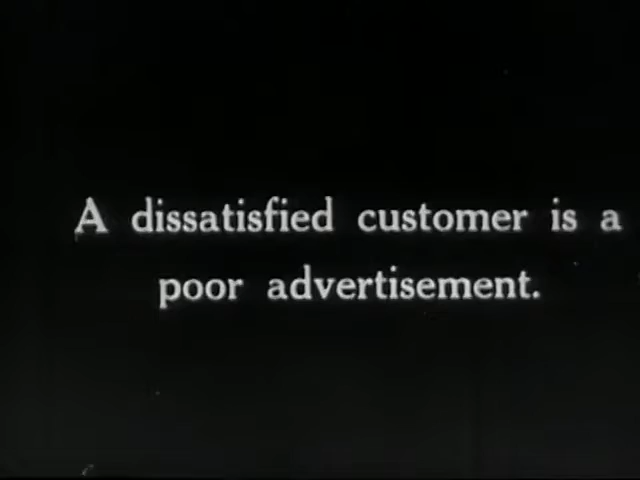 A dissatisfied customer is a
poor advertisement.